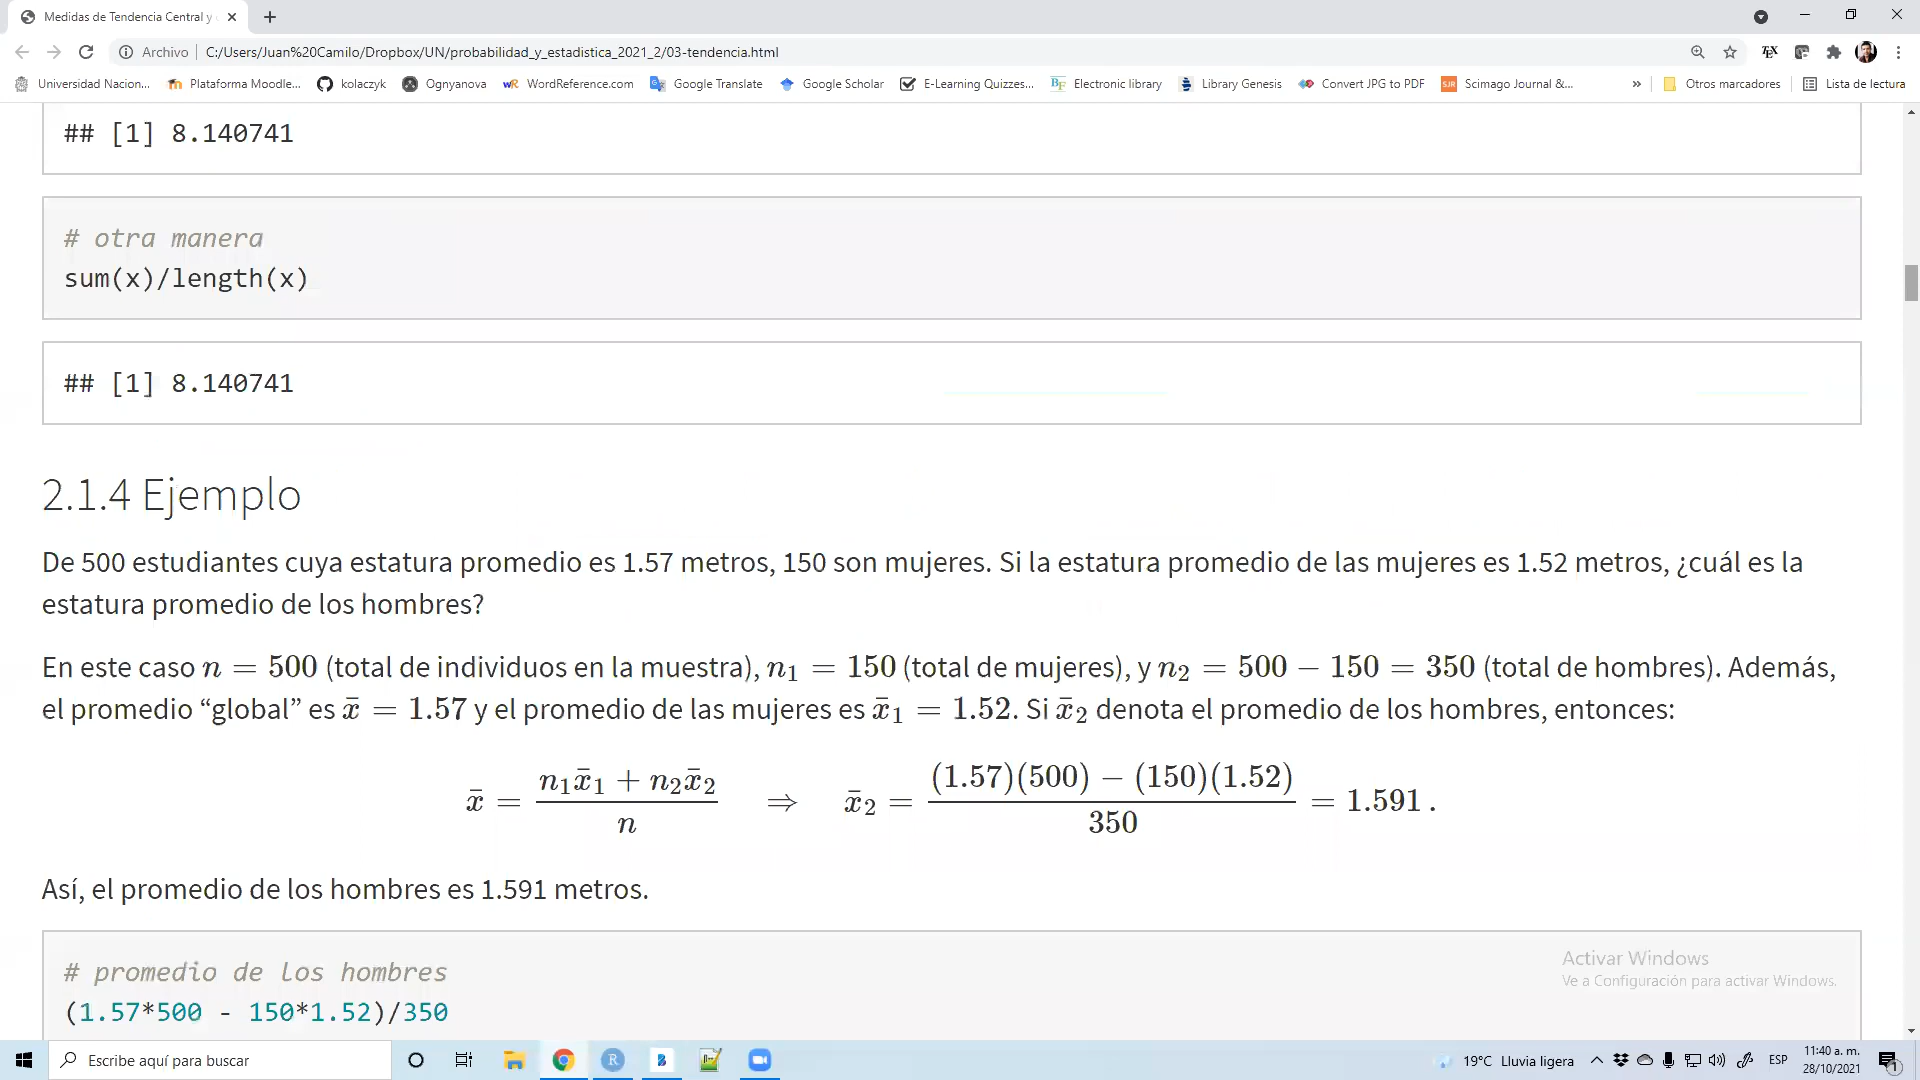 Medidas de Tendencia Central y
Archivo C:/Users/Juan%20Camilo/Dropbox/UN/probabilidad_y_estadistica_2021_2/03-tendencia.html
Universidad Nacion... Plataforma Moodle... kolaczyk Ognyanova WordReference.com Google Translate Google Scholar E-Learning Quizzes... Electronic library Library Genesis Convert JPG to PDF Scimago Journal &... » Otros marcadores Lista de lectura
## [1] 8.140741
# otra manera
sum(x)/length(x)
## [1] 8.140741
2.1.4 Ejemplo
De 500 estudiantes cuya estatura promedio es 1.57 metros, 150 son mujeres. Si la estatura promedio de las mujeres es 1.52 metros, ¿cuál es la
estatura promedio de los hombres?
En este caso n = 500 (total de individuos en la muestra), n₁ = 150 (total de mujeres), y n₂ = 500 − 150 = 350 (total de hombres). Además,
el promedio “global” es x̄ = 1.57 y el promedio de las mujeres es x̄₁ = 1.52. Si x̄₂ denota el promedio de los hombres, entonces:
x̄ = (n₁x̄₁ + n₂x̄₂)/n ⇒ x̄₂ = ((1.57)(500) − (150)(1.52))/350 = 1.591.
Así, el promedio de los hombres es 1.591 metros.
# promedio de los hombres
(1.57*500 - 150*1.52)/350
Activar Windows
Ve a Configuración para activar Windows.
Escribe aquí para buscar
19°C Lluvia ligera ESP 11:40 a. m.
28/10/2021